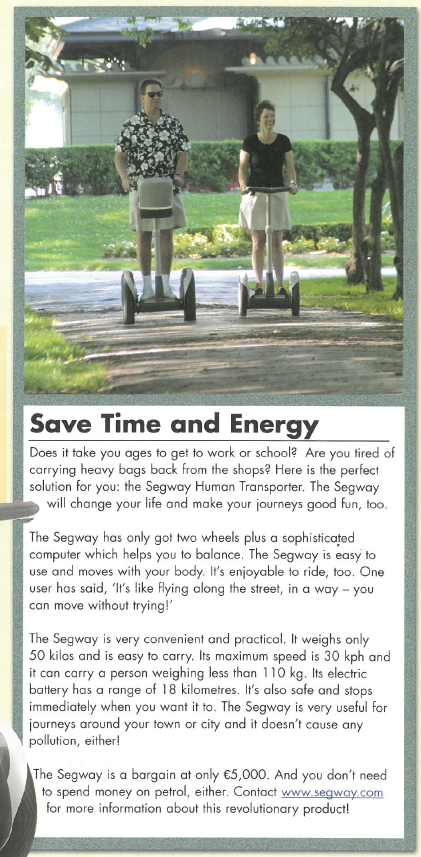 Save Time and Energy
Does it take you ages to get to work or school? Are you tired of
carrying heavy bags back from the shops? Here is the perfect
solution for you: the Segway Human Transporter. The Segway
will change your life and make your journeys good fun, too.
The Segway has only got two wheels plus a sophisticated
computer which helps you to balance. The Segway is easy to
use and moves with your body. It's enjoyable to ride, too. One
user has said, 'It's like flying along the street, in a way – you
can move without trying!'
The Segway is very convenient and practical. It weighs only
50 kilos and is easy to carry. Its maximum speed is 30 kph and
it can carry a person weighing less than 110 kg. Its electric
battery has a range of 18 kilometres. It's also safe and stops
immediately when you want it to. The Segway is very useful for
journeys around your town or city and it doesn't cause any
pollution, either!
The Segway is a bargain at only €5,000. And you don't need
to spend money on petrol, either. Contact www.segway.com
for more information about this revolutionary product!